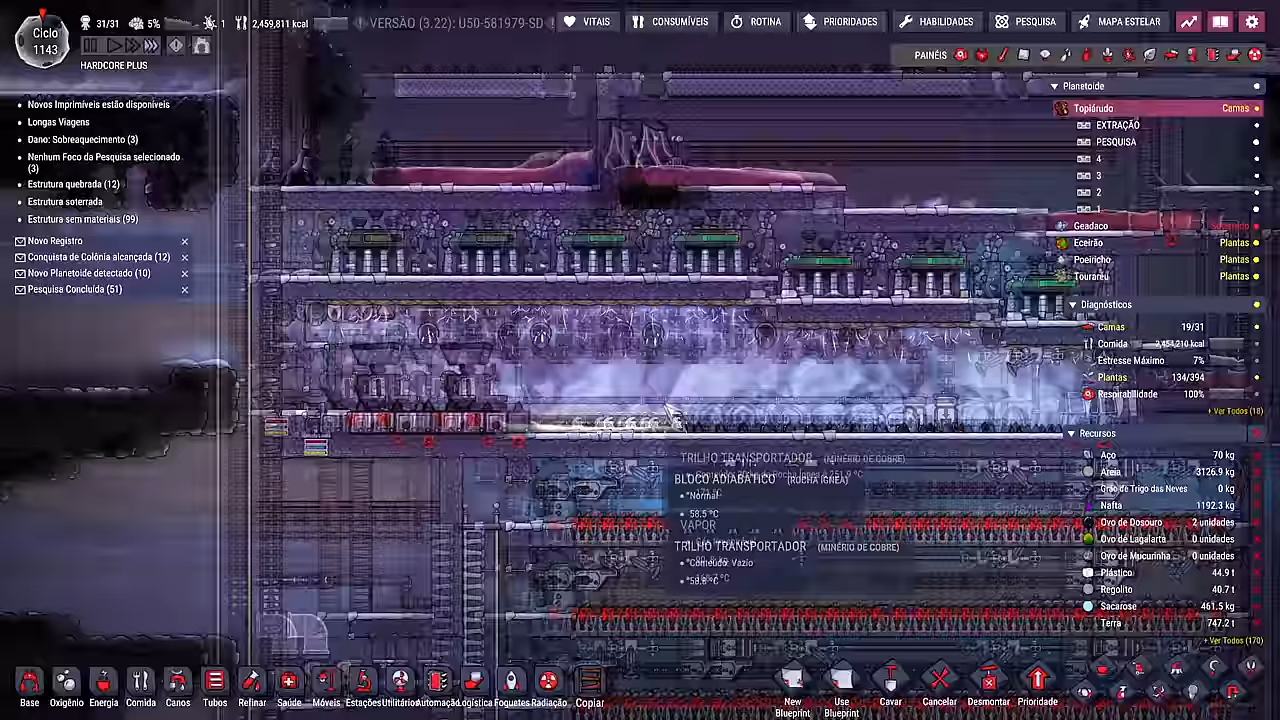 Ciclo
1143
31/31
5%
1
2,459,811 kcal
VERSÃO (3.22): U50-581979-SD
VITAIS
CONSUMÍVEIS
ROTINA
PRIORIDADES
HABILIDADES
PESQUISA
MAPA ESTELAR
HARDCORE PLUS
PAINÉIS
Novos Imprimíveis estão disponíveis
Longas Viagens
Dano: Sobreaquecimento (3)
Nenhum Foco da Pesquisa selecionado
(3)
Estrutura quebrada (12)
Estrutura soterrada
Estrutura sem materiais (99)
Novo Registro
Conquista de Colônia alcançada (12)
Novo Planetoide detectado (10)
Pesquisa Concluída (51)
Planetoide
Topiárudo Camas
EXTRAÇÃO
PESQUISA
4
3
2
1
Geadaco
Eceirão Plantas
Poeiricho Plantas
Tourareu Plantas
Diagnósticos
Camas 19/31
Comida 2,454,210 kcal
Estresse Máximo 7%
Plantas 134/394
Respirabilidade 100%
+ Ver Todos (18)
Recursos
Aço 70 kg
Areia 3126.9 kg
Grão de Trigo das Neves 0 kg
Nafta 1192.3 kg
Ovo de Dosouro 2 unidades
Ovo de Lagalarta 0 unidades
Ovo de Mucurinha 0 unidades
Plástico 44.9 t
Regolito 40.7 t
Sacarose 461.5 kg
Terra 747.2 t
+ Ver Todos (170)
TRILHO TRANSPORTADOR (MINÉRIO DE COBRE)
BLOCO ADIABÁTICO (ROCHA ÍGNEA)
Normal
58.5 °C
VAPOR
TRILHO TRANSPORTADOR (MINÉRIO DE COBRE)
Conteúdo: Vazio
Base
Oxigênio
Energia
Comida
Canos
Tubos
Refinar
Saúde
Móveis
Estações
Utilitários
Automação
Logística
Foguetes
Radiação
Copiar
New
Blueprint
Use
Blueprint
Cavar
Cancelar
Desmontar
Prioridade